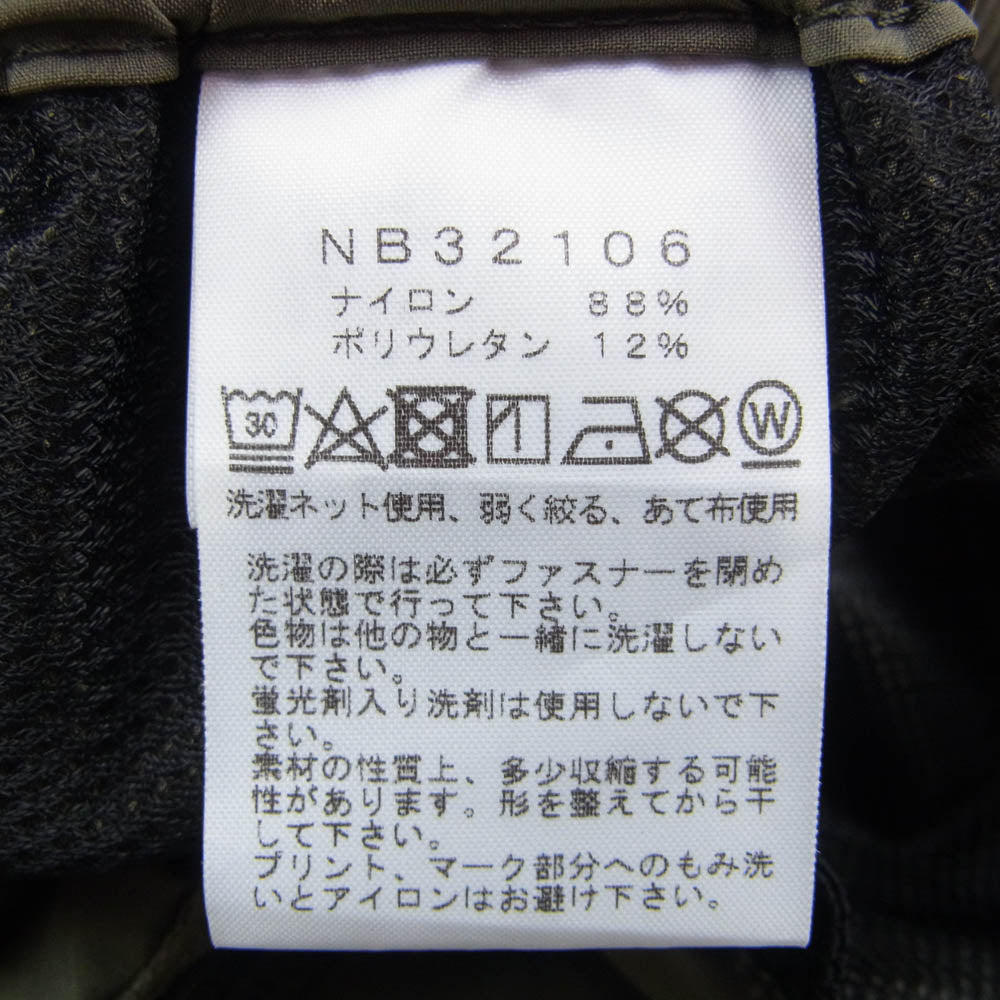 NB32106
ナイロン 88%
ポリウレタン 12%
30 W
洗濯ネット使用、弱く絞る、あて布使用
洗濯の際は必ずファスナーを閉め
た状態で行って下さい。
色物は他の物と一緒に洗濯しない
で下さい。
蛍光剤入り洗剤は使用しないで下
さい。
素材の性質上、多少収縮する可能
性があります。形を整えてから干
して下さい。
プリント、マーク部分へのもみ洗
いとアイロンはお避け下さい。